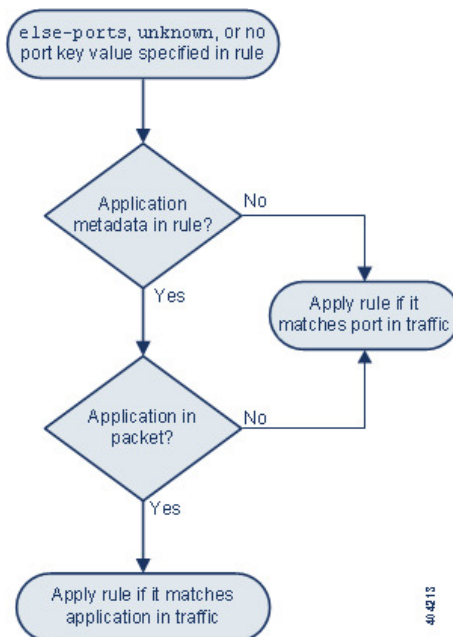 else-ports, unknown, or no
port key value specified in rule
Application
metadata in rule?
No
Yes
Apply rule if it
matches port in traffic
Application in
packet?
No
Yes
Apply rule if it matches
application in traffic
404213